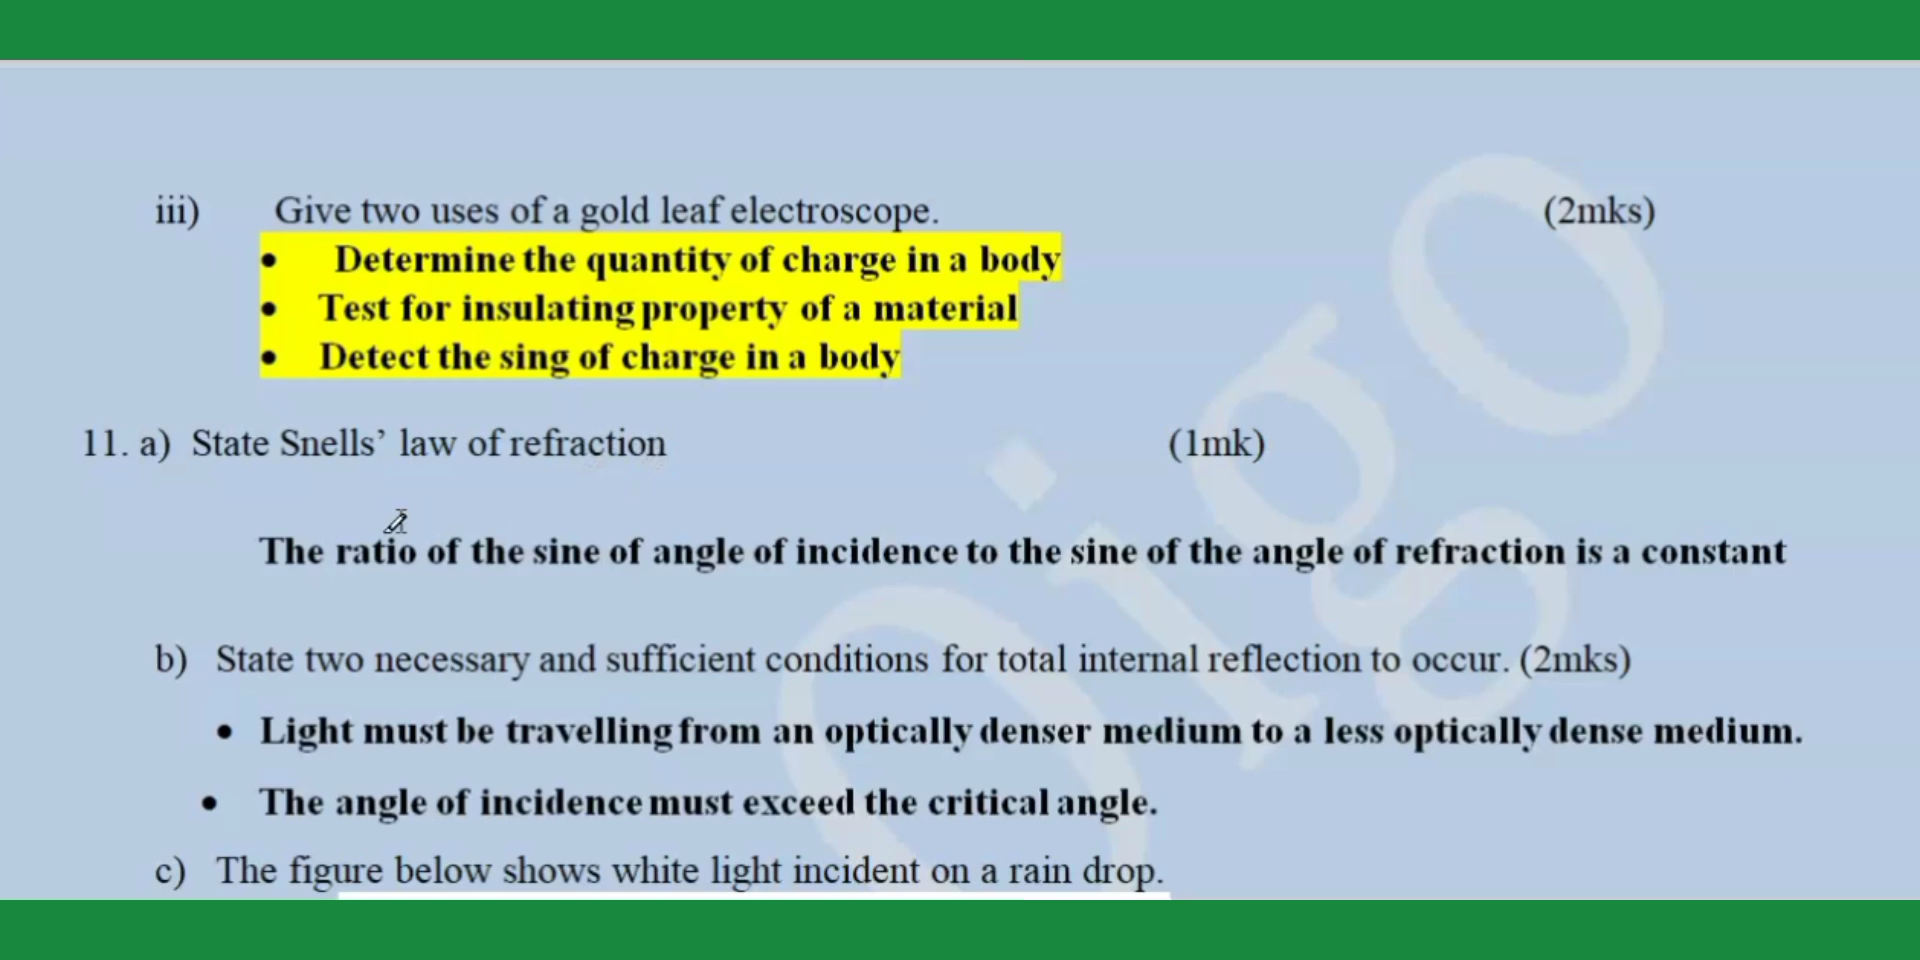 iii) Give two uses of a gold leaf electroscope. (2mks)
• Determine the quantity of charge in a body
• Test for insulating property of a material
• Detect the sing of charge in a body
11. a) State Snells’ law of refraction (1mk)
The ratio of the sine of angle of incidence to the sine of the angle of refraction is a constant
b) State two necessary and sufficient conditions for total internal reflection to occur. (2mks)
• Light must be travelling from an optically denser medium to a less optically dense medium.
• The angle of incidence must exceed the critical angle.
c) The figure below shows white light incident on a rain drop.